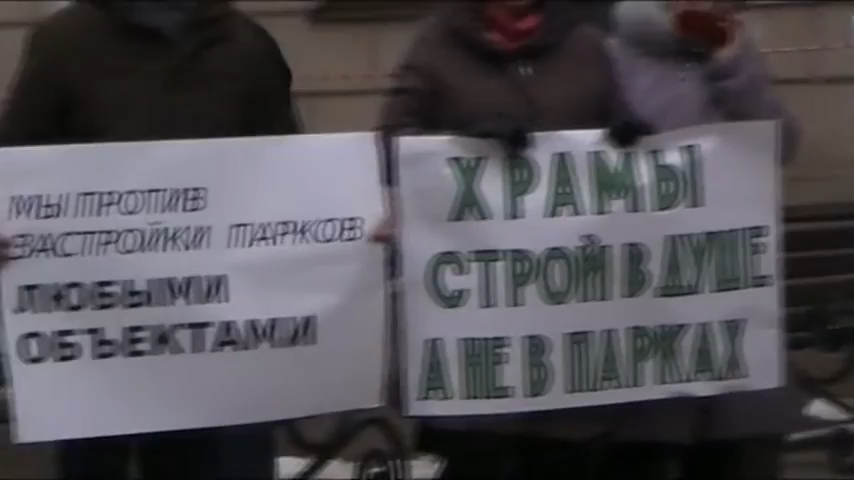 МЫ ПРОТИВ
ЗАСТРОЙКИ ПАРКОВ
ЛЮБЫМИ
ОБЪЕКТАМИ
ХРАМЫ
СТРОЙ В ДУШЕ
А НЕ В ПАРКАХ